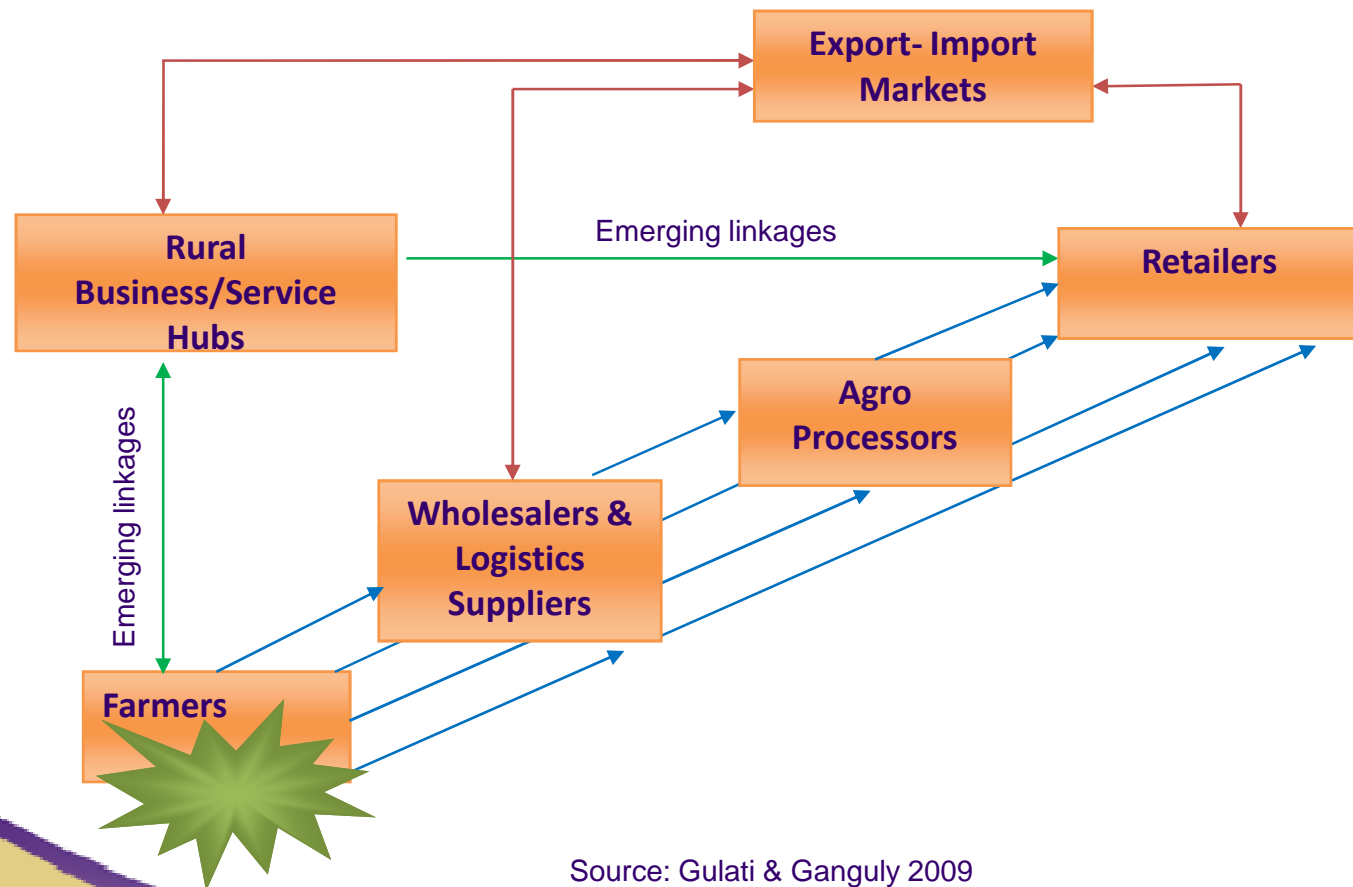 Export- Import
Markets
Rural
Business/Service
Hubs
Emerging linkages
Retailers
Agro
Processors
Emerging linkages
Wholesalers &
Logistics
Suppliers
Farmers
Source: Gulati & Ganguly 2009